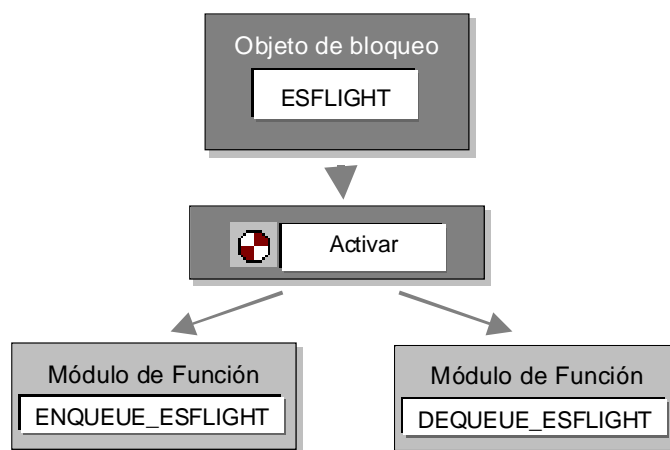 Objeto de bloqueo
ESFLIGHT
Activar
Módulo de Función
ENQUEUE_ESFLIGHT
Módulo de Función
DEQUEUE_ESFLIGHT